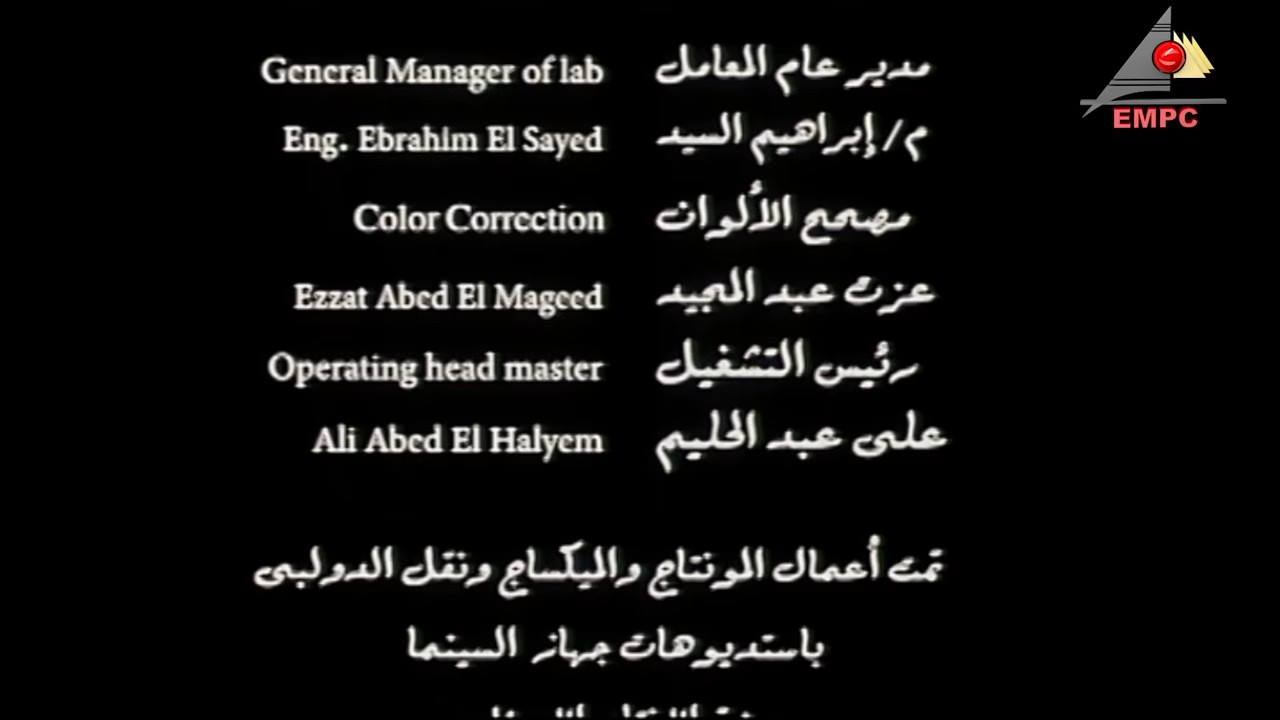 General Manager of lab مدير عام المعامل
Eng. Ebrahim El Sayed م/إبراهيم السيد
Color Correction مصحح الألوان
Ezzat Abed El Mageed عزت عبد المجيد
Operating head master رئيس التشغيل
Ali Abed El Halyem على عبد الحليم
تمت أعمال المونتاج والميكساج ونقل الدولبى
باستديوهات جهاز السينما
EMPC